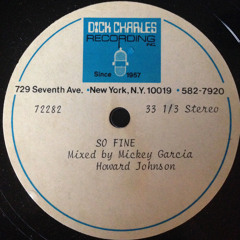 DICK CHARLES
RECORDING
INC.
Since 1957
729 Seventh Ave. • New York, N.Y. 10019 • 582-7920
72282 33 1/3 Stereo
SO FINE
Mixed by Mickey Garcia
Howard Johnson